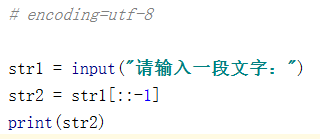 # encoding=utf-8
str1 = input("请输入一段文字：")
str2 = str1[::-1]
print(str2)